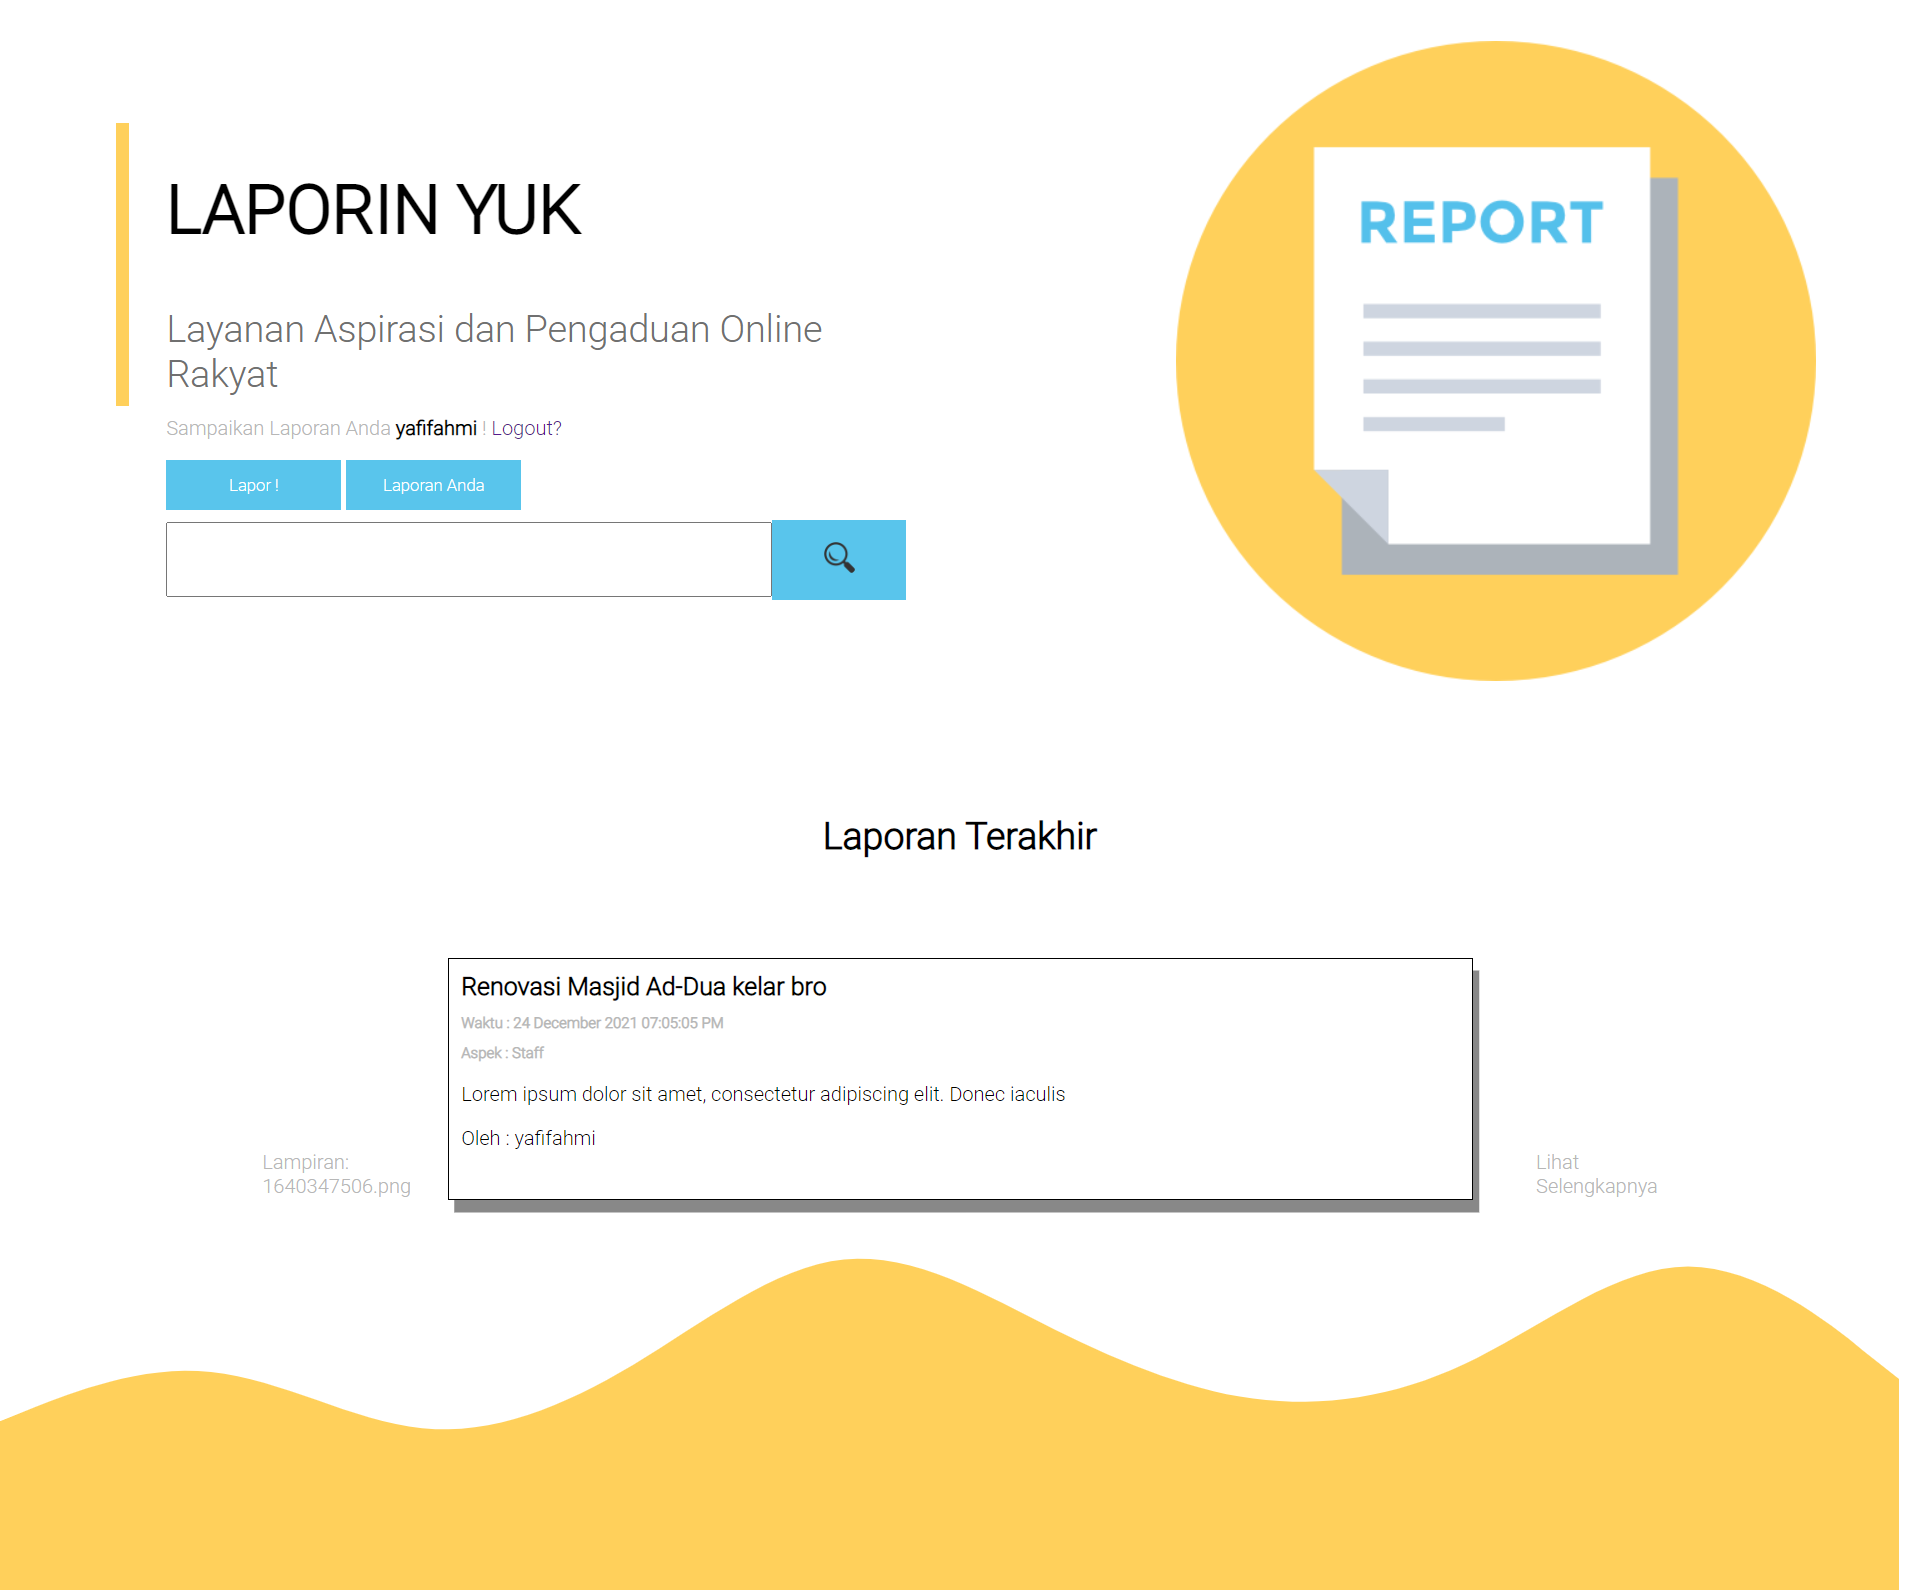 LAPORIN YUK
Layanan Aspirasi dan Pengaduan Online
Rakyat
Sampaikan Laporan Anda yafifahmi ! Logout?
Lapor !
Laporan Anda
REPORT
Laporan Terakhir
Renovasi Masjid Ad-Dua kelar bro
Waktu : 24 December 2021 07:05:05 PM
Aspek : Staff
Lorem ipsum dolor sit amet, consectetur adipiscing elit. Donec iaculis
Oleh : yafifahmi
Lampiran:
1640347506.png
Lihat
Selengkapnya